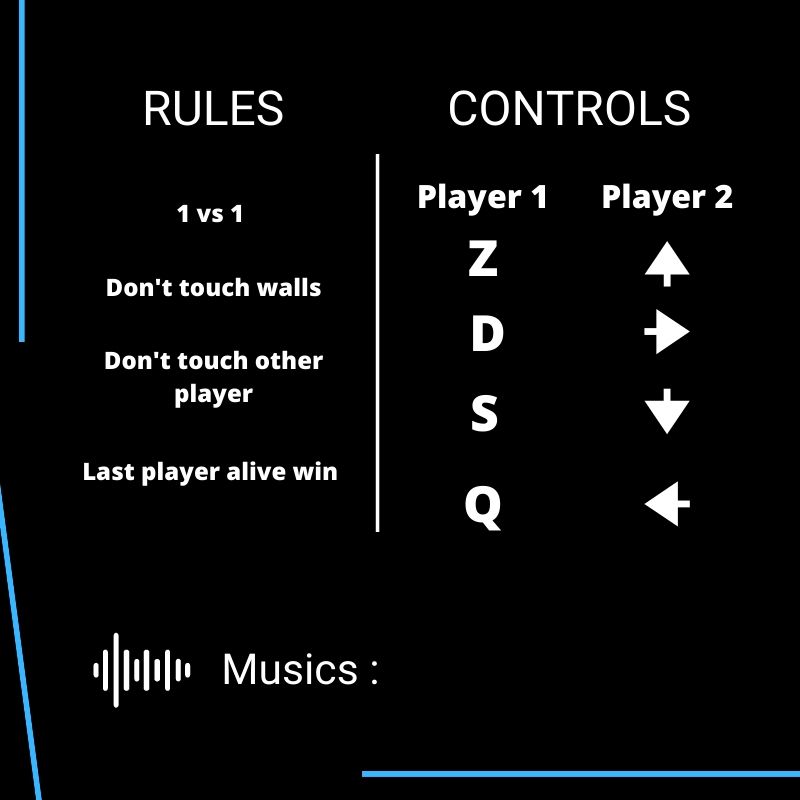 RULES
1 vs 1
Don't touch walls
Don't touch other
player
Last player alive win
CONTROLS
Player 1 Player 2
Z
D
S
Q
Musics :